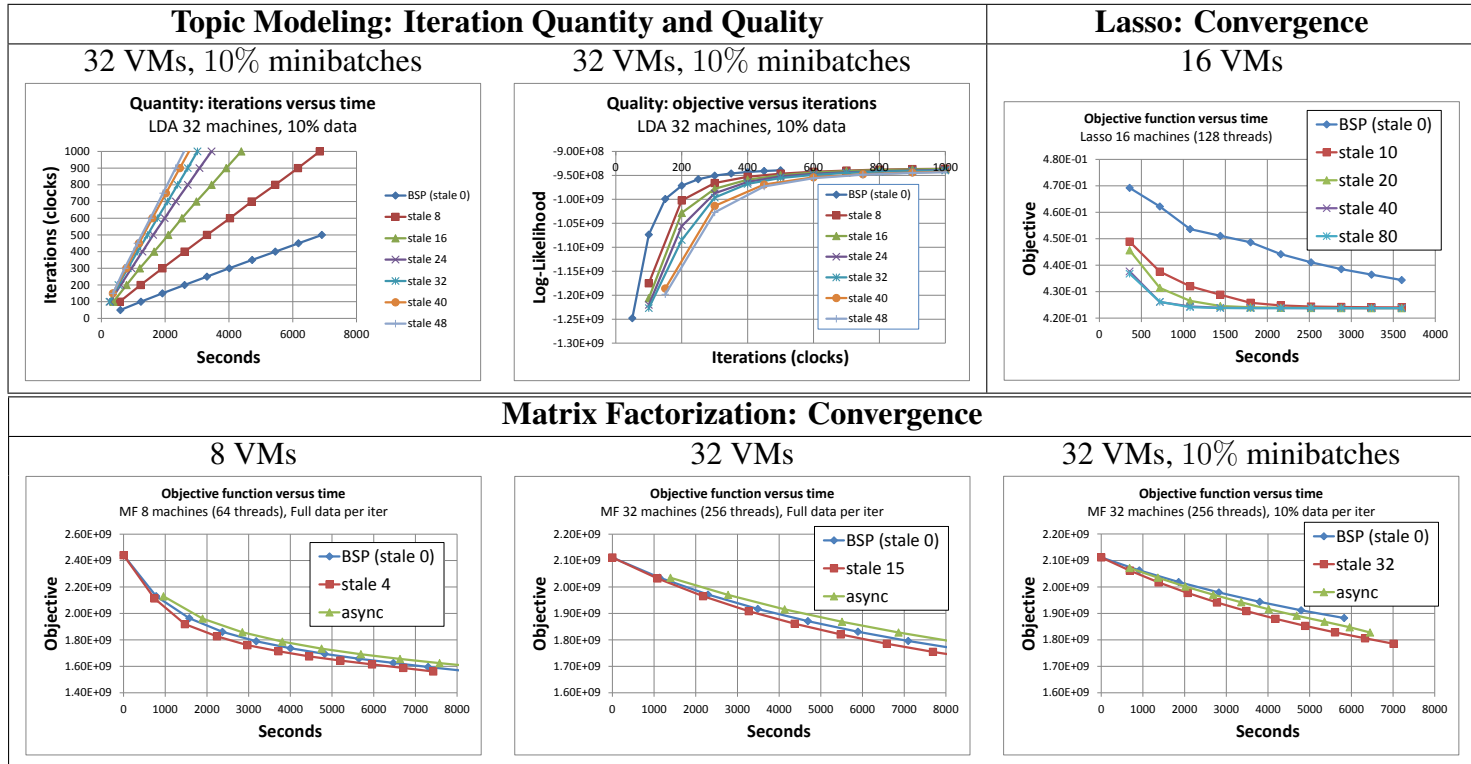 Topic Modeling: Iteration Quantity and Quality
32 VMs, 10% minibatches
Quantity: iterations versus time
LDA 32 machines, 10% data
Iterations (clocks)
1000
900
800
700
600
500
400
300
200
100
0
0 2000 4000 6000 8000
Seconds
BSP (stale 0)
stale 8
stale 16
stale 24
stale 32
stale 40
stale 48
32 VMs, 10% minibatches
Quality: objective versus iterations
LDA 32 machines, 10% data
Log-Likelihood
0 200 400 600 800 1000
-9.00E+08
-9.50E+08
-1.00E+09
-1.05E+09
-1.10E+09
-1.15E+09
-1.20E+09
-1.25E+09
-1.30E+09
Iterations (clocks)
BSP (stale 0)
stale 8
stale 16
stale 24
stale 32
stale 40
stale 48
Lasso: Convergence
16 VMs
Objective function versus time
Lasso 16 machines (128 threads)
Objective
4.80E-01
4.70E-01
4.60E-01
4.50E-01
4.40E-01
4.30E-01
4.20E-01
0 500 1000 1500 2000 2500 3000 3500 4000
Seconds
BSP (stale 0)
stale 10
stale 20
stale 40
stale 80
Matrix Factorization: Convergence
8 VMs
Objective function versus time
MF 8 machines (64 threads), Full data per iter
Objective
2.60E+09
2.40E+09
2.20E+09
2.00E+09
1.80E+09
1.60E+09
1.40E+09
0 1000 2000 3000 4000 5000 6000 7000 8000
Seconds
BSP (stale 0)
stale 4
async
32 VMs
Objective function versus time
MF 32 machines (256 threads), Full data per iter
Objective
2.20E+09
2.10E+09
2.00E+09
1.90E+09
1.80E+09
1.70E+09
1.60E+09
0 1000 2000 3000 4000 5000 6000 7000 8000
Seconds
BSP (stale 0)
stale 15
async
32 VMs, 10% minibatches
Objective function versus time
MF 32 machines (256 threads), 10% data per iter
Objective
2.20E+09
2.10E+09
2.00E+09
1.90E+09
1.80E+09
1.70E+09
1.60E+09
0 1000 2000 3000 4000 5000 6000 7000 8000
Seconds
BSP (stale 0)
stale 32
async